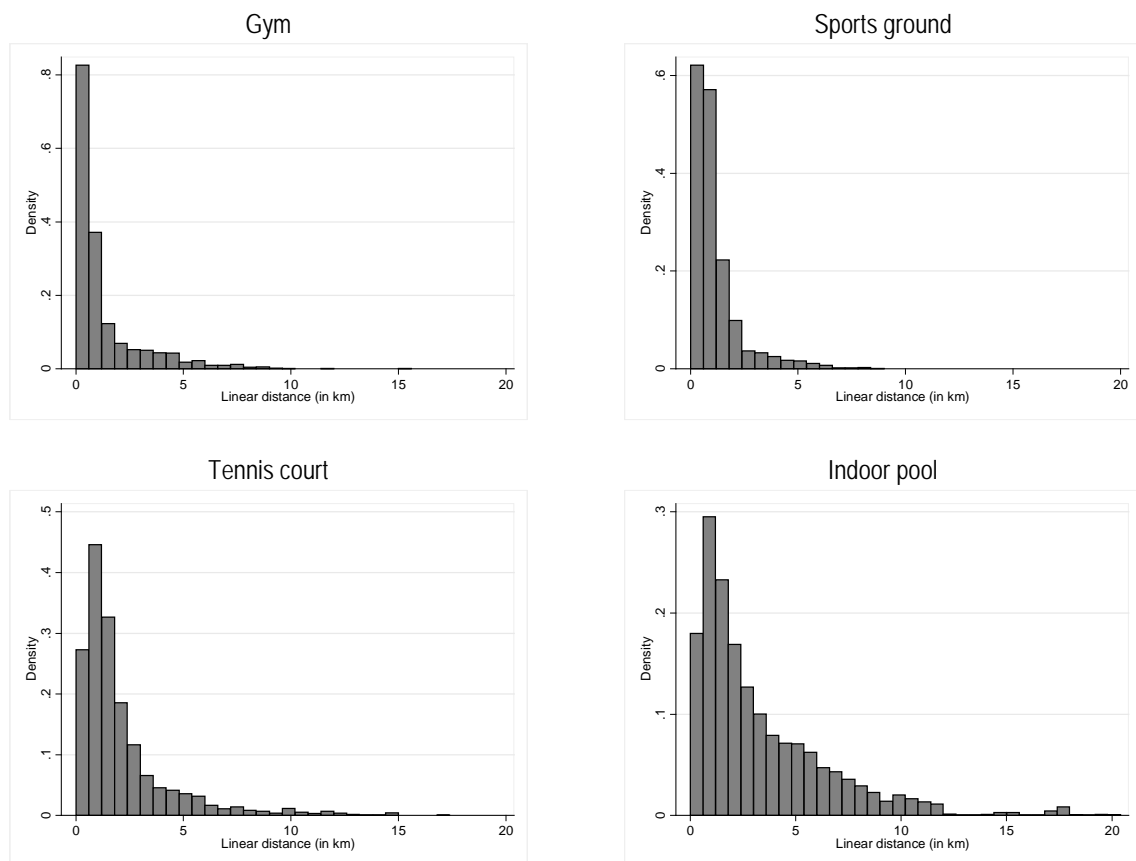 Gym
Sports ground
.8
.6
.4
.2
0
Density
0 5 10 15 20
Linear distance (in km)
.6
.4
.2
0
Density
0 5 10 15 20
Linear distance (in km)
Tennis court
Indoor pool
.5
.4
.3
.2
.1
0
Density
0 5 10 15 20
Linear distance (in km)
.3
.2
.1
0
Density
0 5 10 15 20
Linear distance (in km)